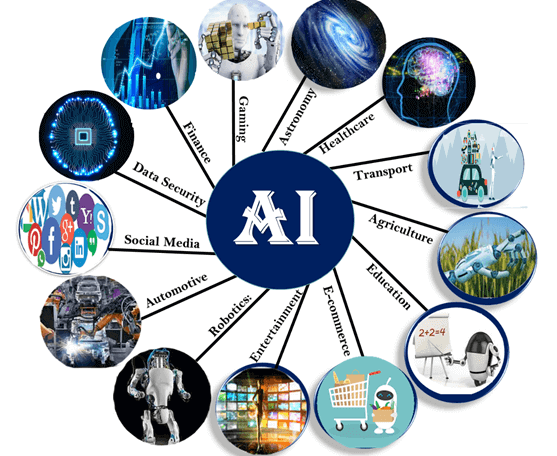 Gaming
Astronomy
Healthcare
Transport
Agriculture
Education
E-commerce
Entertainment
Robotics:
Automotive
Social Media
Data Security
Finance
AI
2+2=4